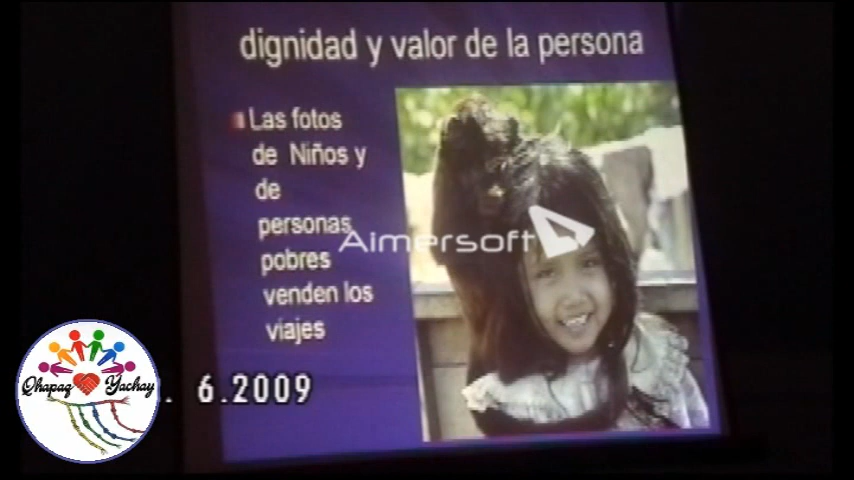 dignidad y valor de la persona
Las fotos
de Niños y
de
personas
pobres
venden los
viajes
Aimersoft
Qhapaq Yachay
. 6.2009